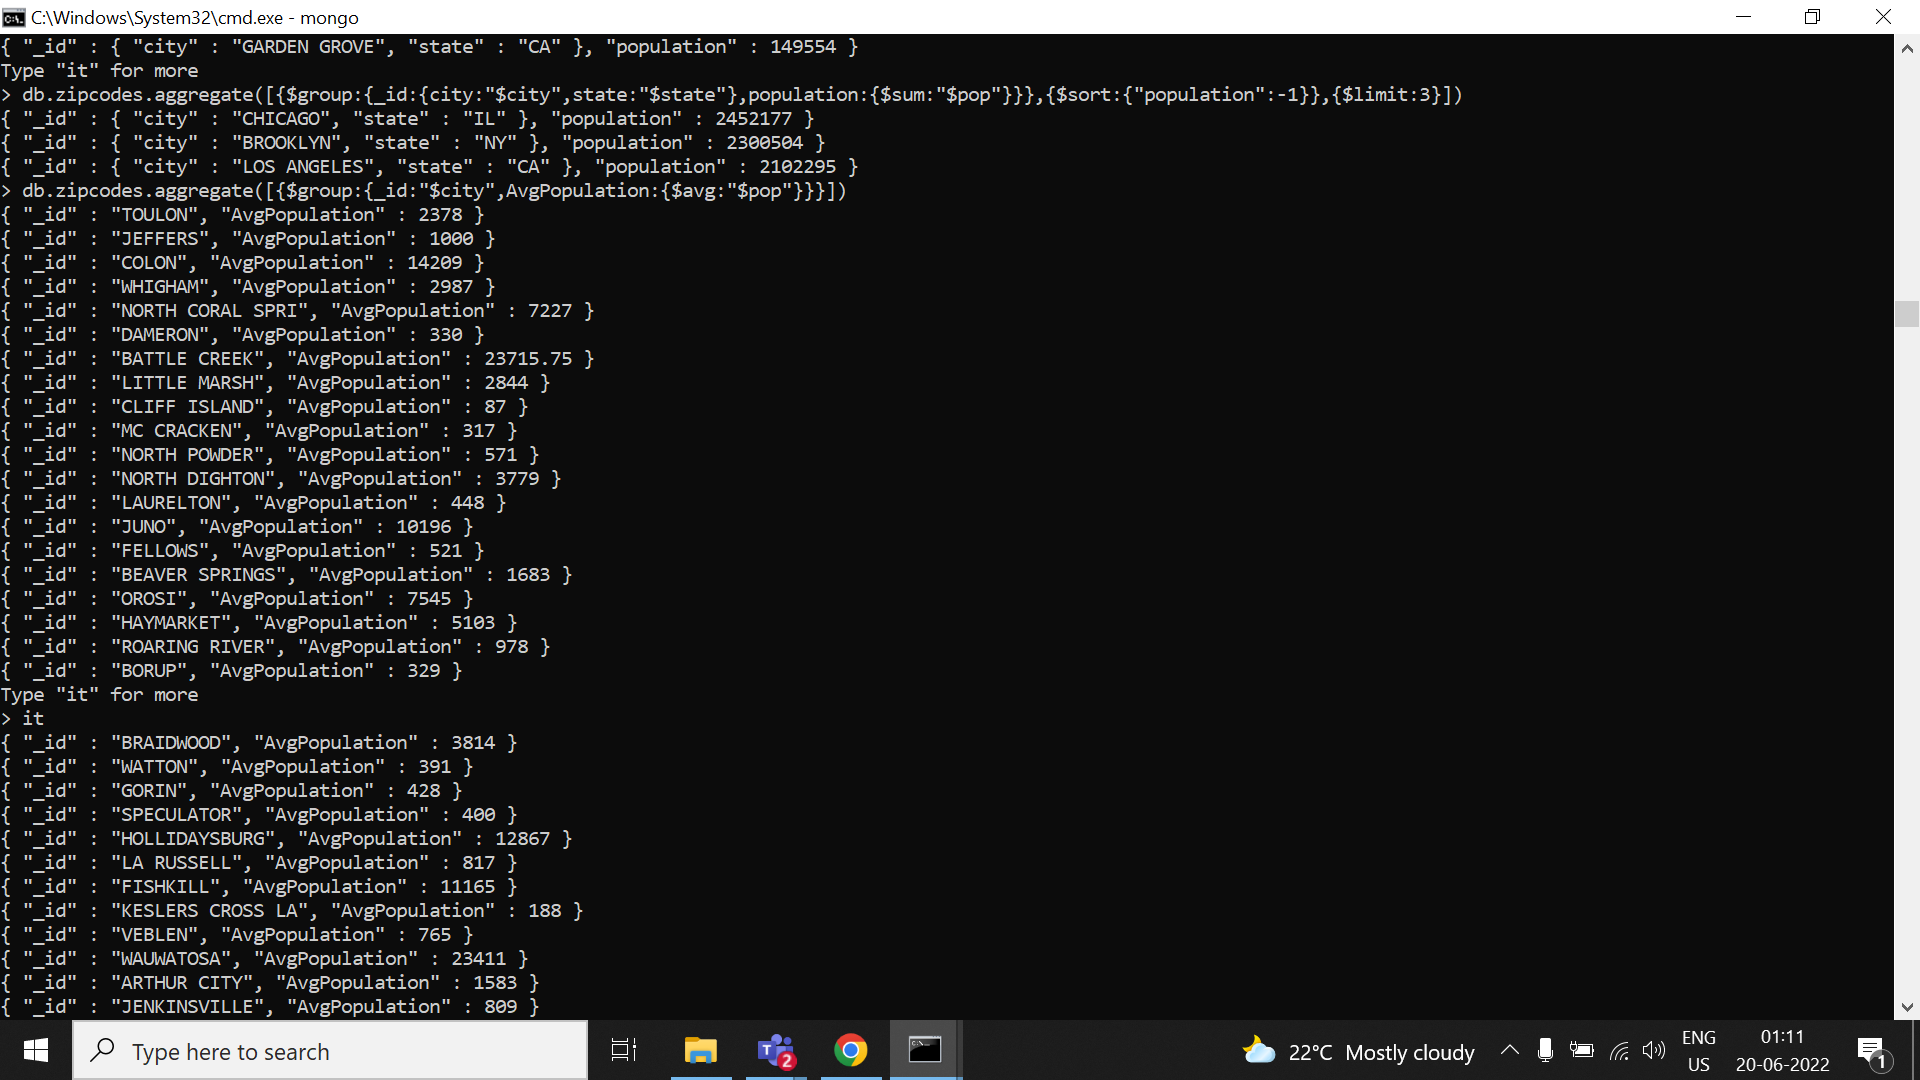 C:\Windows\System32\cmd.exe - mongo
{ "_id" : { "city" : "GARDEN GROVE", "state" : "CA" }, "population" : 149554 }
Type "it" for more
> db.zipcodes.aggregate([{$group:{_id:{city:"$city",state:"$state"},population:{$sum:"$pop"}}},{$sort:{"population":-1}},{$limit:3}])
{ "_id" : { "city" : "CHICAGO", "state" : "IL" }, "population" : 2452177 }
{ "_id" : { "city" : "BROOKLYN", "state" : "NY" }, "population" : 2300504 }
{ "_id" : { "city" : "LOS ANGELES", "state" : "CA" }, "population" : 2102295 }
> db.zipcodes.aggregate([{$group:{_id:"$city",AvgPopulation:{$avg:"$pop"}}}])
{ "_id" : "TOULON", "AvgPopulation" : 2378 }
{ "_id" : "JEFFERS", "AvgPopulation" : 1000 }
{ "_id" : "COLON", "AvgPopulation" : 14209 }
{ "_id" : "WHIGHAM", "AvgPopulation" : 2987 }
{ "_id" : "NORTH CORAL SPRI", "AvgPopulation" : 7227 }
{ "_id" : "DAMERON", "AvgPopulation" : 330 }
{ "_id" : "BATTLE CREEK", "AvgPopulation" : 23715.75 }
{ "_id" : "LITTLE MARSH", "AvgPopulation" : 2844 }
{ "_id" : "CLIFF ISLAND", "AvgPopulation" : 87 }
{ "_id" : "MC CRACKEN", "AvgPopulation" : 317 }
{ "_id" : "NORTH POWDER", "AvgPopulation" : 571 }
{ "_id" : "NORTH DIGHTON", "AvgPopulation" : 3779 }
{ "_id" : "LAURELTON", "AvgPopulation" : 448 }
{ "_id" : "JUNO", "AvgPopulation" : 10196 }
{ "_id" : "FELLOWS", "AvgPopulation" : 521 }
{ "_id" : "BEAVER SPRINGS", "AvgPopulation" : 1683 }
{ "_id" : "OROSI", "AvgPopulation" : 7545 }
{ "_id" : "HAYMARKET", "AvgPopulation" : 5103 }
{ "_id" : "ROARING RIVER", "AvgPopulation" : 978 }
{ "_id" : "BORUP", "AvgPopulation" : 329 }
Type "it" for more
> it
{ "_id" : "BRAIDWOOD", "AvgPopulation" : 3814 }
{ "_id" : "WATTON", "AvgPopulation" : 391 }
{ "_id" : "GORIN", "AvgPopulation" : 428 }
{ "_id" : "SPECULATOR", "AvgPopulation" : 400 }
{ "_id" : "HOLLIDAYSBURG", "AvgPopulation" : 12867 }
{ "_id" : "LA RUSSELL", "AvgPopulation" : 817 }
{ "_id" : "FISHKILL", "AvgPopulation" : 11165 }
{ "_id" : "KESLERS CROSS LA", "AvgPopulation" : 188 }
{ "_id" : "VEBLEN", "AvgPopulation" : 765 }
{ "_id" : "WAUWATOSA", "AvgPopulation" : 23411 }
{ "_id" : "ARTHUR CITY", "AvgPopulation" : 1583 }
{ "_id" : "JENKINSVILLE", "AvgPopulation" : 809 }
Type here to search
2
22°C Mostly cloudy
ENG
US
01:11
20-06-2022
1